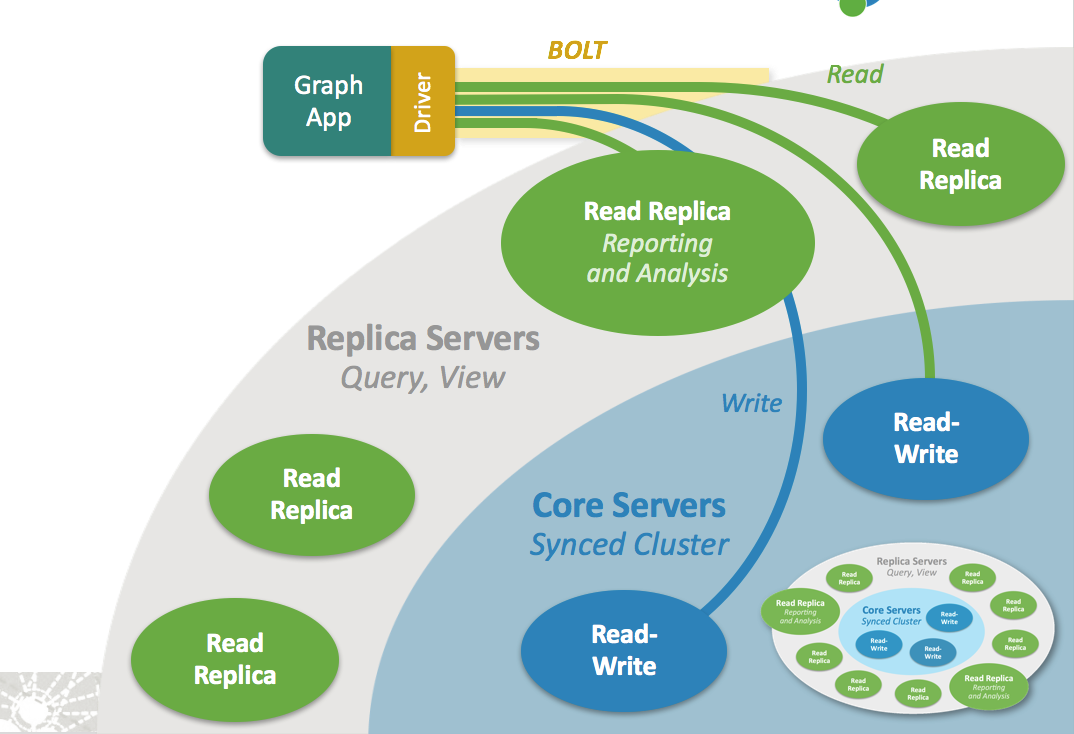 BOLT
Read
Graph
App
Driver
Read
Replica
Read Replica
Reporting
and Analysis
Replica Servers
Query, View
Write
Read-
Write
Read
Replica
Core Servers
Synced Cluster
Read
Replica
Read-
Write
Replica Servers
Query, View
Read
Replica
Read
Replica
Read Replica
Reporting
and Analysis
Core Servers
Synced Cluster
Read-
Write
Read
Replica
Read-
Write
Read-
Write
Read
Replica
Read
Replica
Read
Replica
Read
Replica
Read
Replica
Read Replica
Reporting
and Analysis